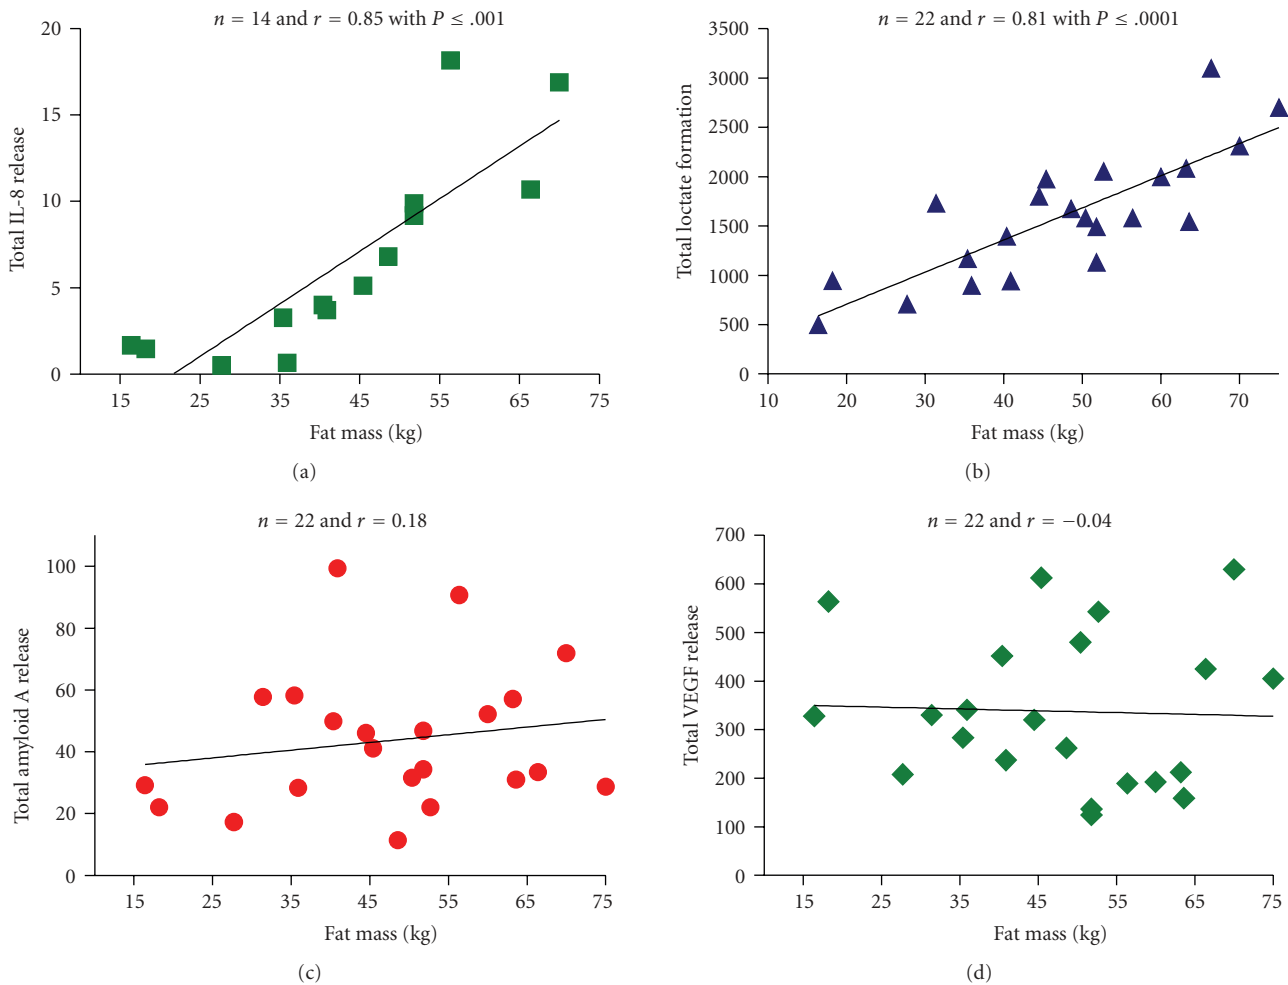 n = 14 and r = 0.85 with P ≤ .001
20
15
10
5
0
Total IL-8 release
15 25 35 45 55 65 75
Fat mass (kg)
(a)
n = 22 and r = 0.81 with P ≤ .0001
3500
3000
2500
2000
1500
1000
500
0
Total loctate formation
10 20 30 40 50 60 70
Fat mass (kg)
(b)
n = 22 and r = 0.18
100
80
60
40
20
0
Total amyloid A release
15 25 35 45 55 65 75
Fat mass (kg)
(c)
n = 22 and r = −0.04
700
600
500
400
300
200
100
0
Total VEGF release
15 25 35 45 55 65 75
Fat mass (kg)
(d)